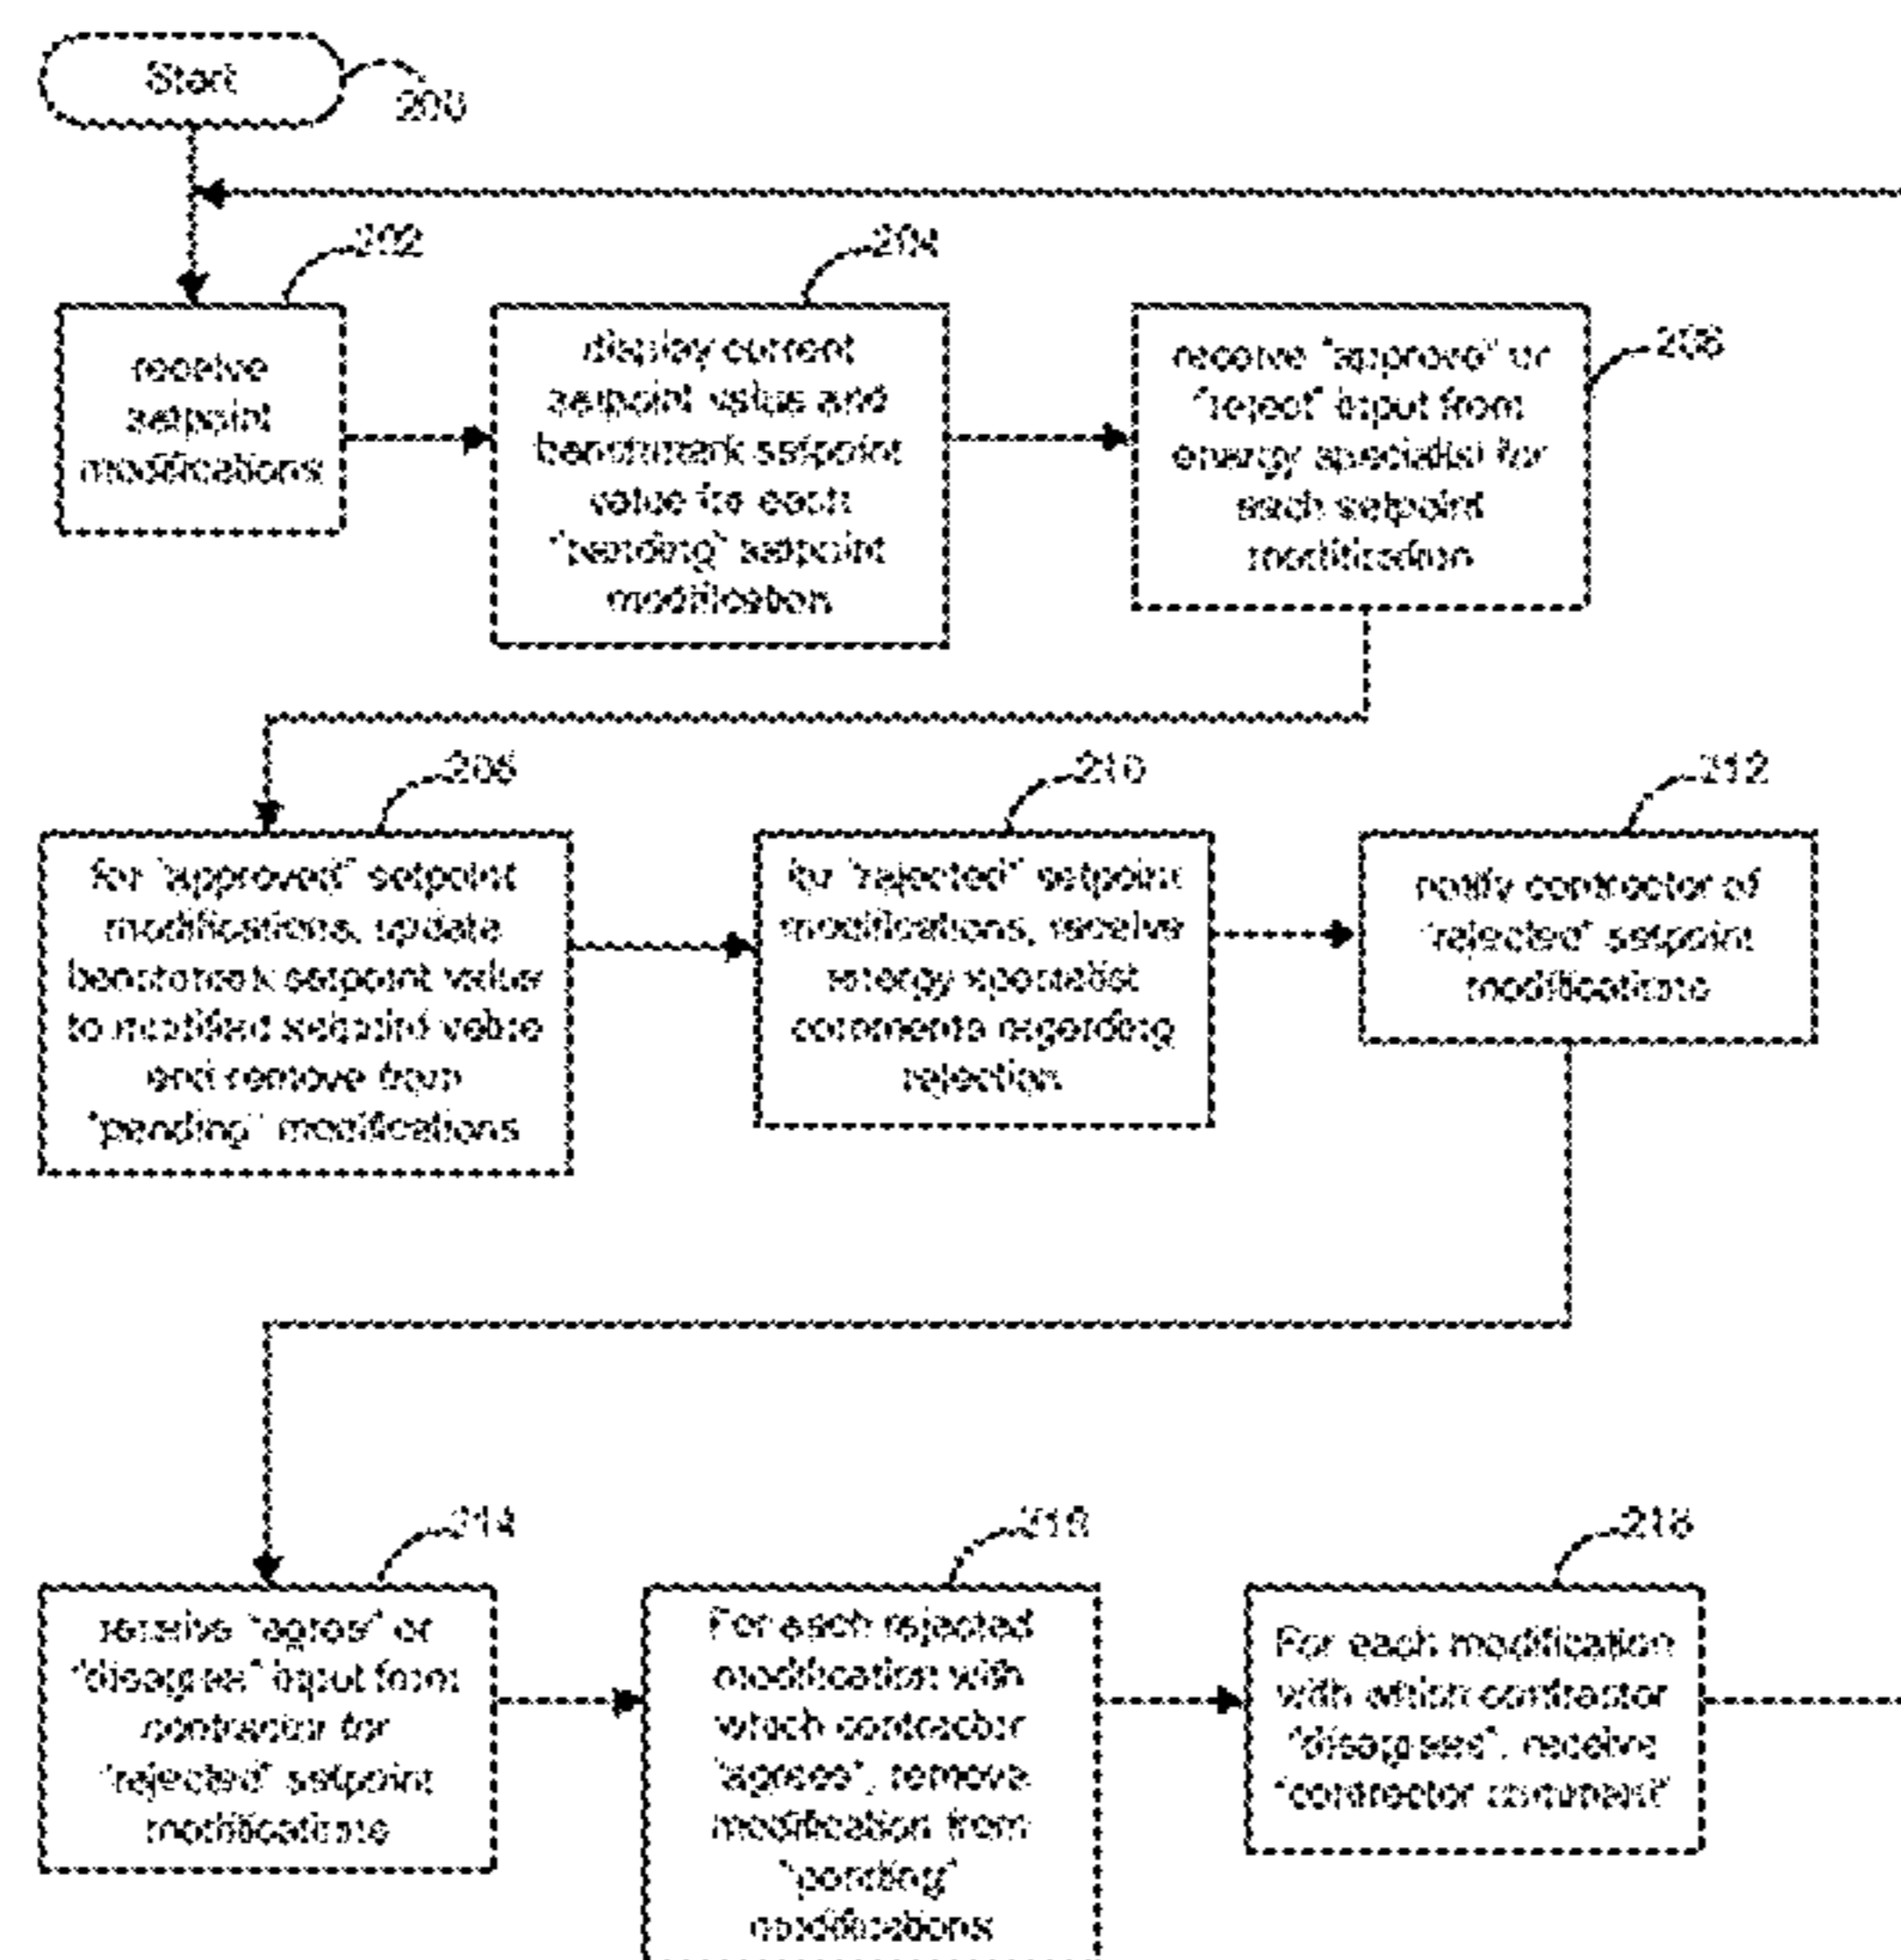 Start
200
202
204
206
receive
setpoint
modifications
display current
setpoint value and
benchmark setpoint
value for each
"pending" setpoint
modification
receive "approve" or
"reject" input from
energy specialist for
each setpoint
modification
208
210
212
for "approved" setpoint
modifications, update
benchmark setpoint value
to modified setpoint value
and remove from
"pending" modifications
for "rejected" setpoint
modifications, receive
energy specialist
comments regarding
rejection
notify contractor of
"rejected" setpoint
modifications
214
216
218
receive "agree" or
"disagree" input from
contractor for
"rejected" setpoint
modifications
For each rejected
modification with
which contractor
"agrees", remove
modification from
"pending"
modifications
For each modification
with which contractor
"disagrees", receive
"contractor comment"